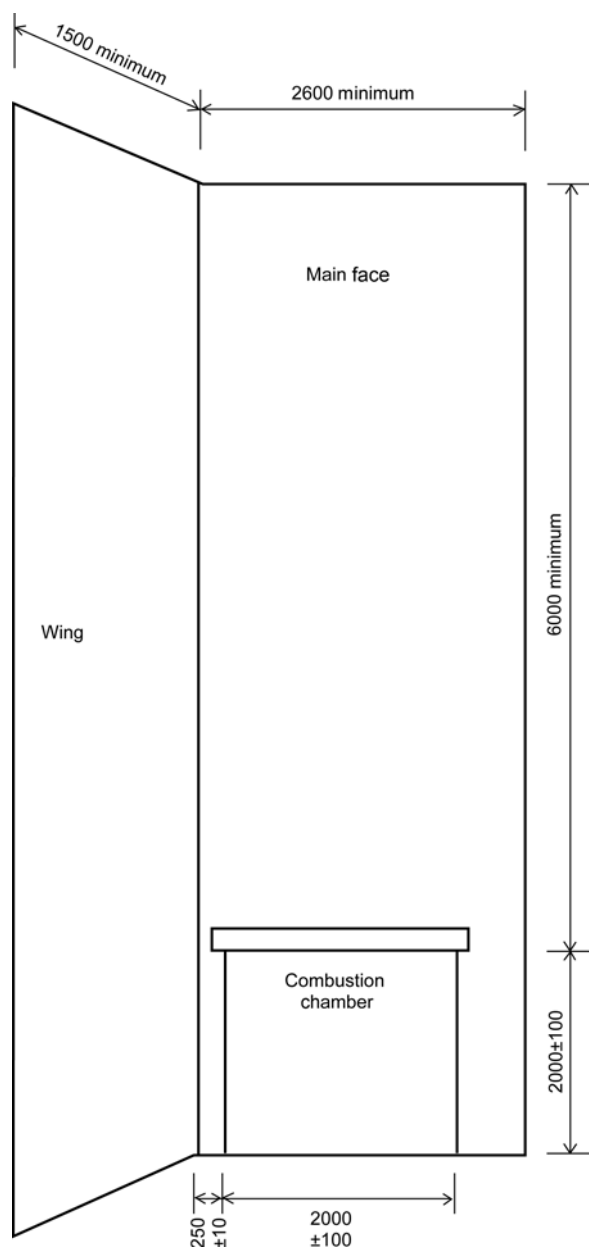 1500 minimum
2600 minimum
Main face
6000 minimum
Wing
Combustion
chamber
2000±100
250
±10
2000
±100